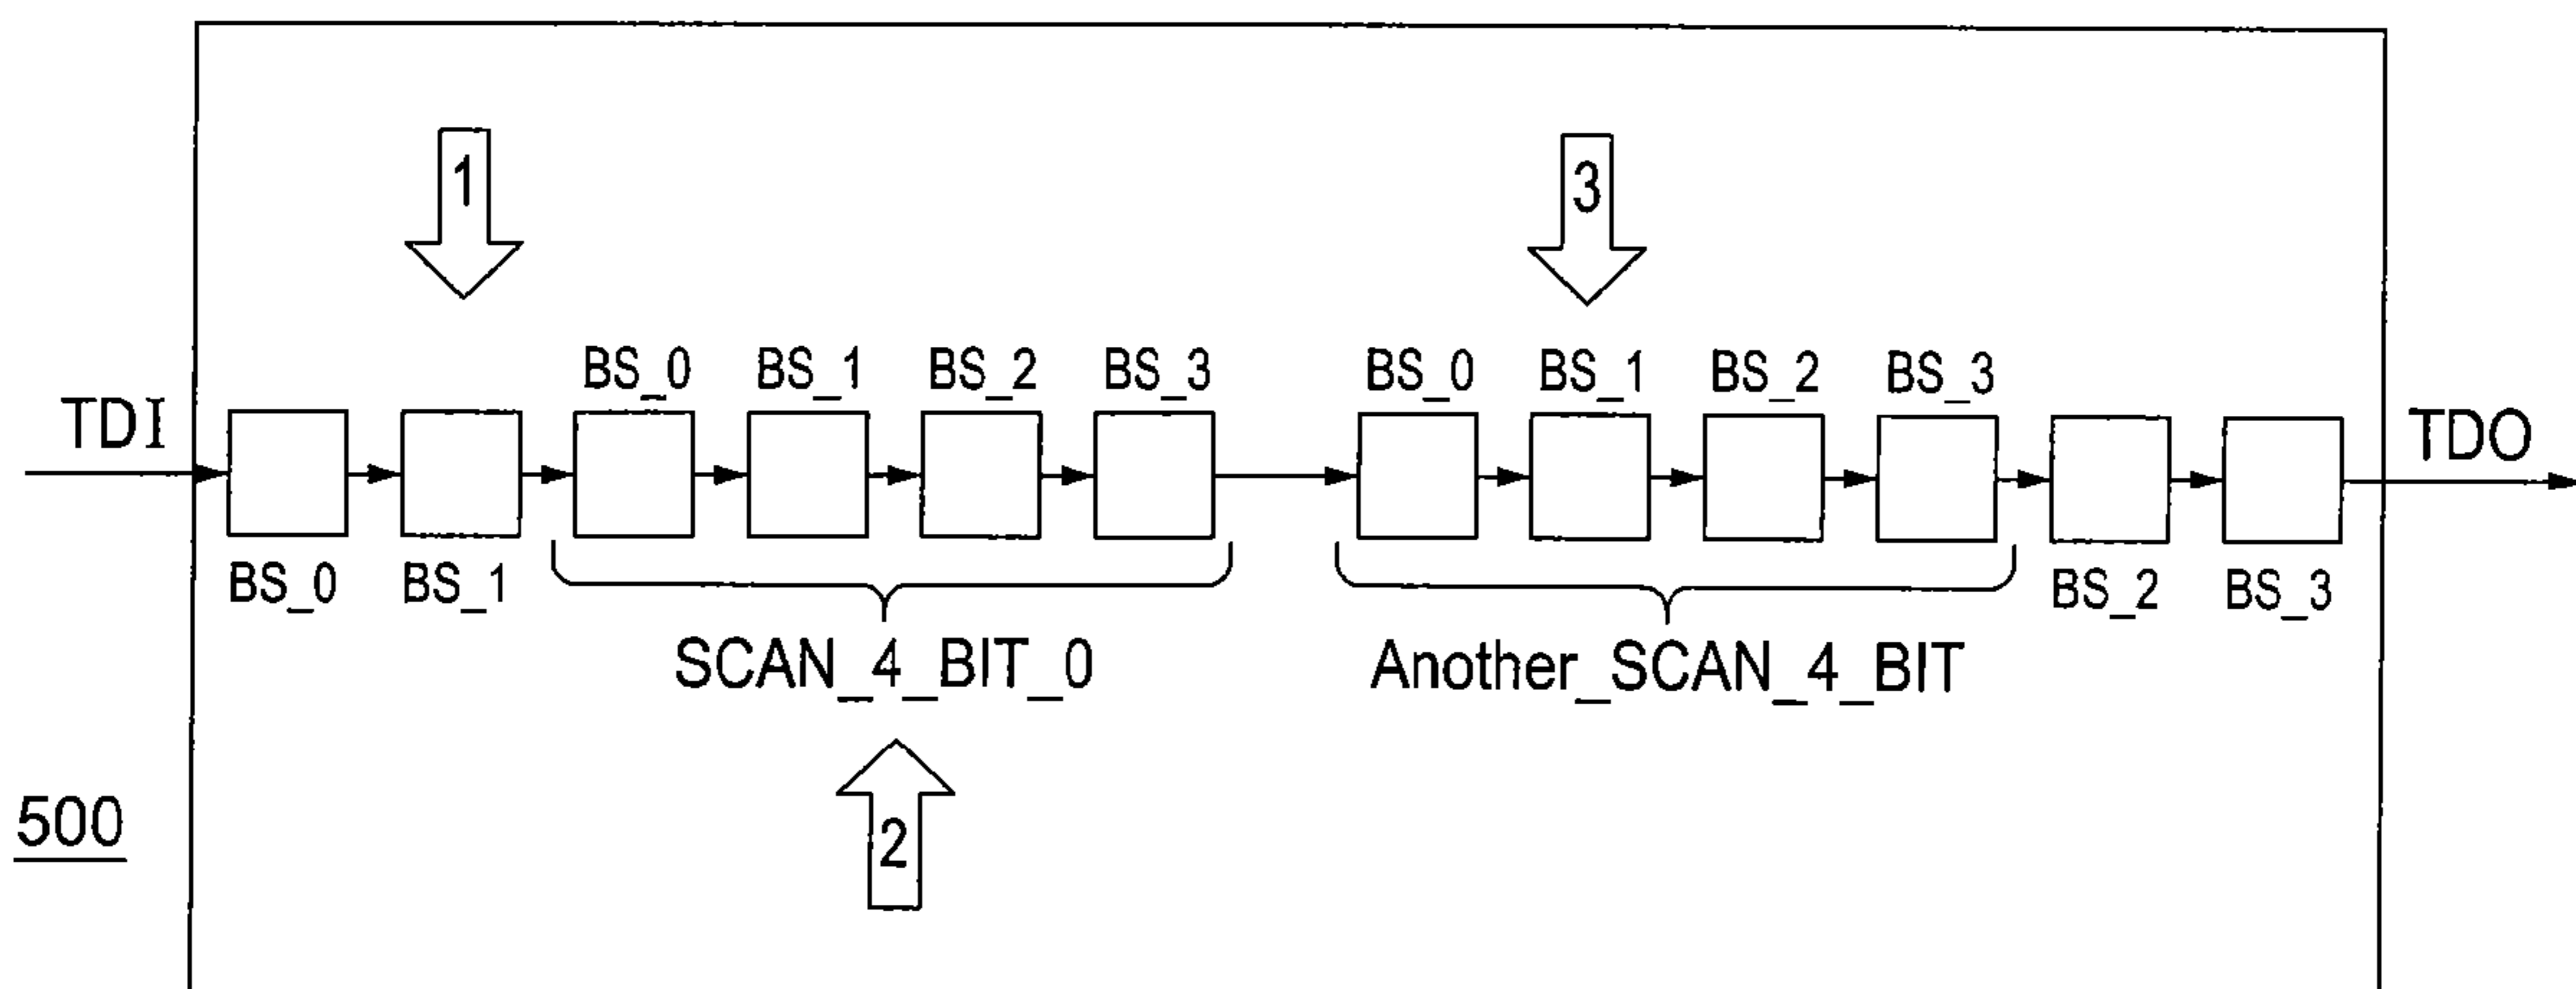 1
3
BS_0 BS_1 BS_2 BS_3 BS_0 BS_1 BS_2 BS_3
TDI TDO
BS_0 BS_1 BS_2 BS_3
SCAN_4_BIT_0 Another_SCAN_4_BIT
2
500